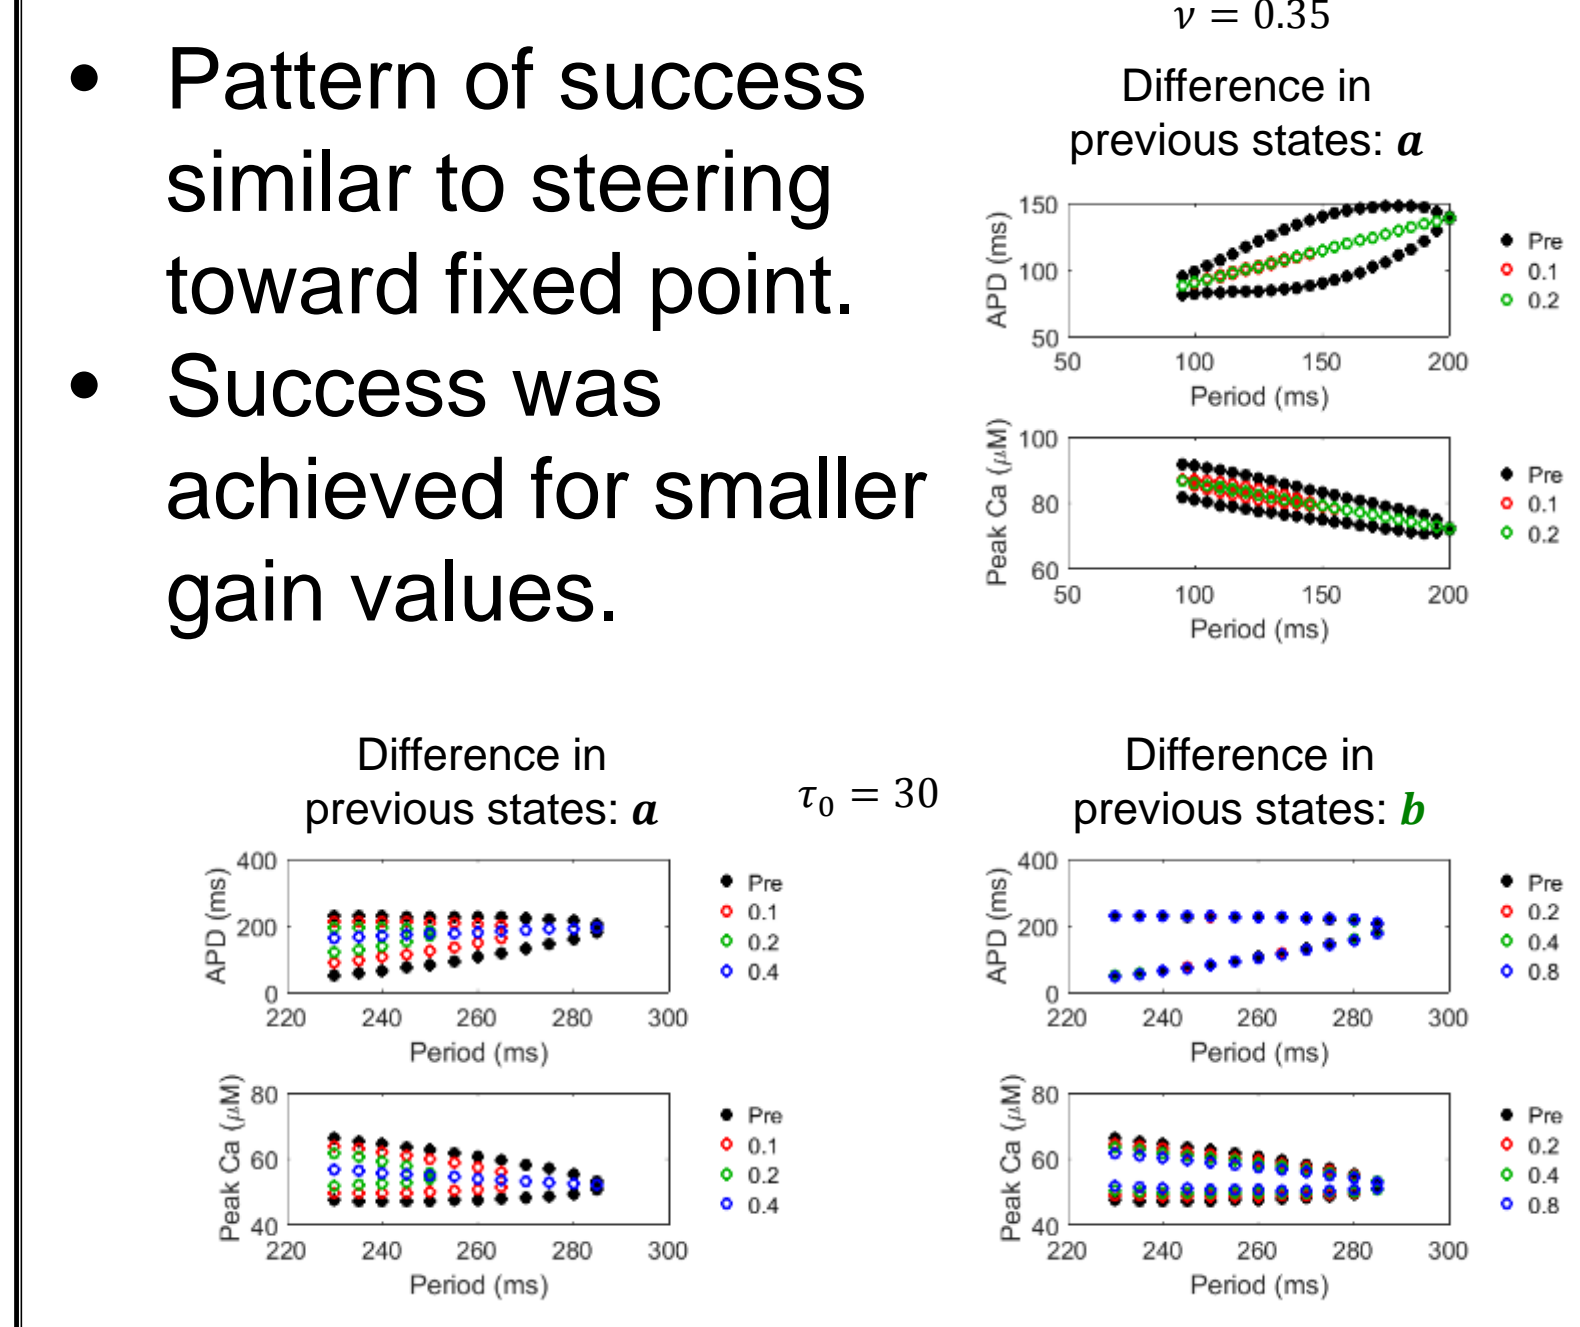 • Pattern of success
similar to steering
toward fixed point.
• Success was
achieved for smaller
gain values.
ν = 0.35
Difference in
previous states: a
150
100
50
APD (ms)
50 100 150 200
Period (ms)
Pre
0.1
0.2
100
80
60
Peak Ca (μM)
50 100 150 200
Period (ms)
Pre
0.1
0.2
Difference in
previous states: a
τ₀ = 30
Difference in
previous states: b
400
200
0
APD (ms)
220 240 260 280 300
Period (ms)
Pre
0.1
0.2
0.4
80
60
40
Peak Ca (μM)
220 240 260 280 300
Period (ms)
Pre
0.1
0.2
0.4
400
200
0
APD (ms)
220 240 260 280 300
Period (ms)
Pre
0.2
0.4
0.8
80
60
40
Peak Ca (μM)
220 240 260 280 300
Period (ms)
Pre
0.2
0.4
0.8